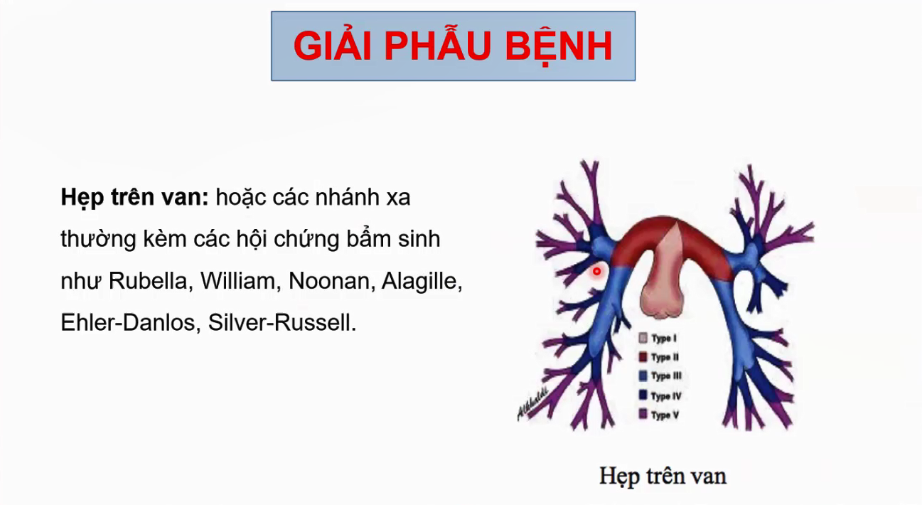 GIẢI PHẪU BỆNH
Hẹp trên van: hoặc các nhánh xa
thường kèm các hội chứng bẩm sinh
như Rubella, William, Noonan, Alagille,
Ehler-Danlos, Silver-Russell.
Type I
Type II
Type III
Type IV
Type V
Alkhaldi
Hẹp trên van